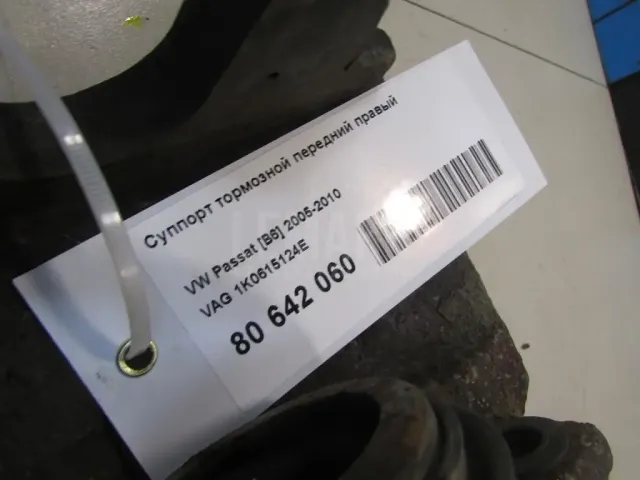 Суппорт тормозной передний правый
VW Passat [B6] 2005-2010
VAG 1K0615124E
80 642 060